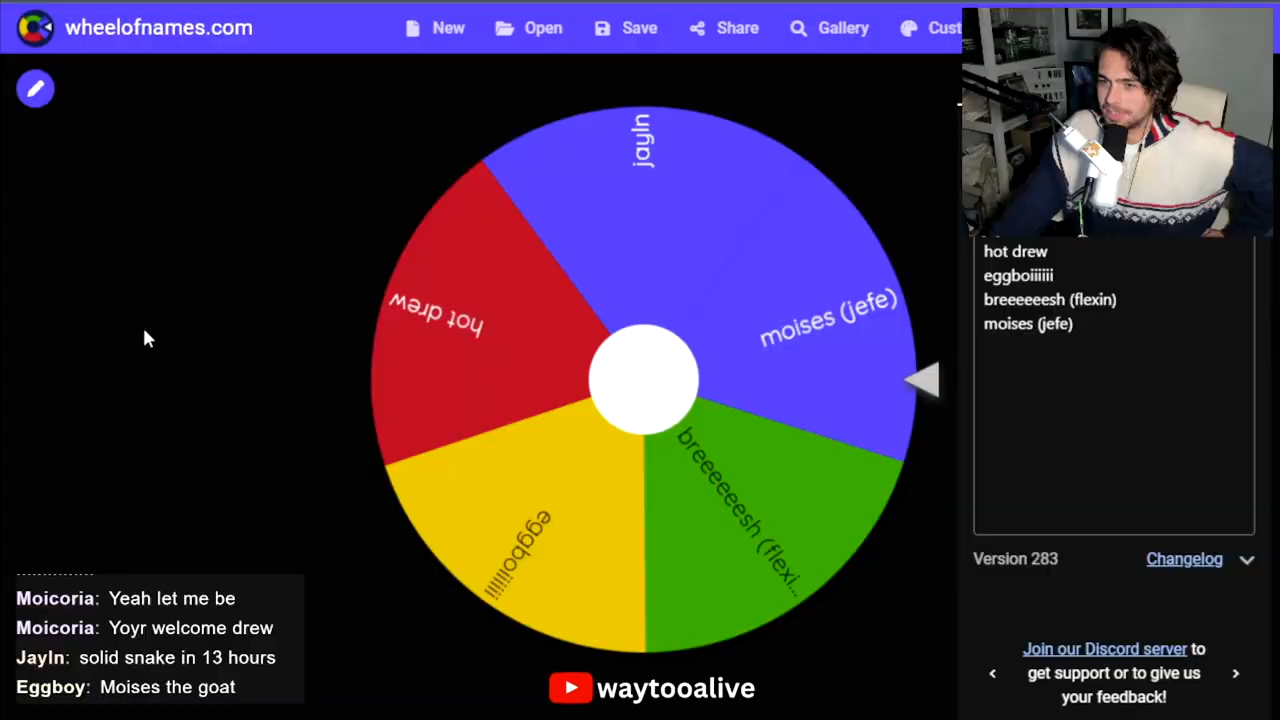 wheelofnames.com
New
Open
Save
Share
Gallery
Cust
jayln
moises (jefe)
breeeeeesh (flexi...
eggboiiiiii
hot drew
hot drew
eggboiiiiii
breeeeeesh (flexin)
moises (jefe)
Version 283
Changelog
Join our Discord server to
get support or to give us
your feedback!
Moicoria: Yeah let me be
Moicoria: Yoyr welcome drew
Jayln: solid snake in 13 hours
Eggboy: Moises the goat
waytooalive